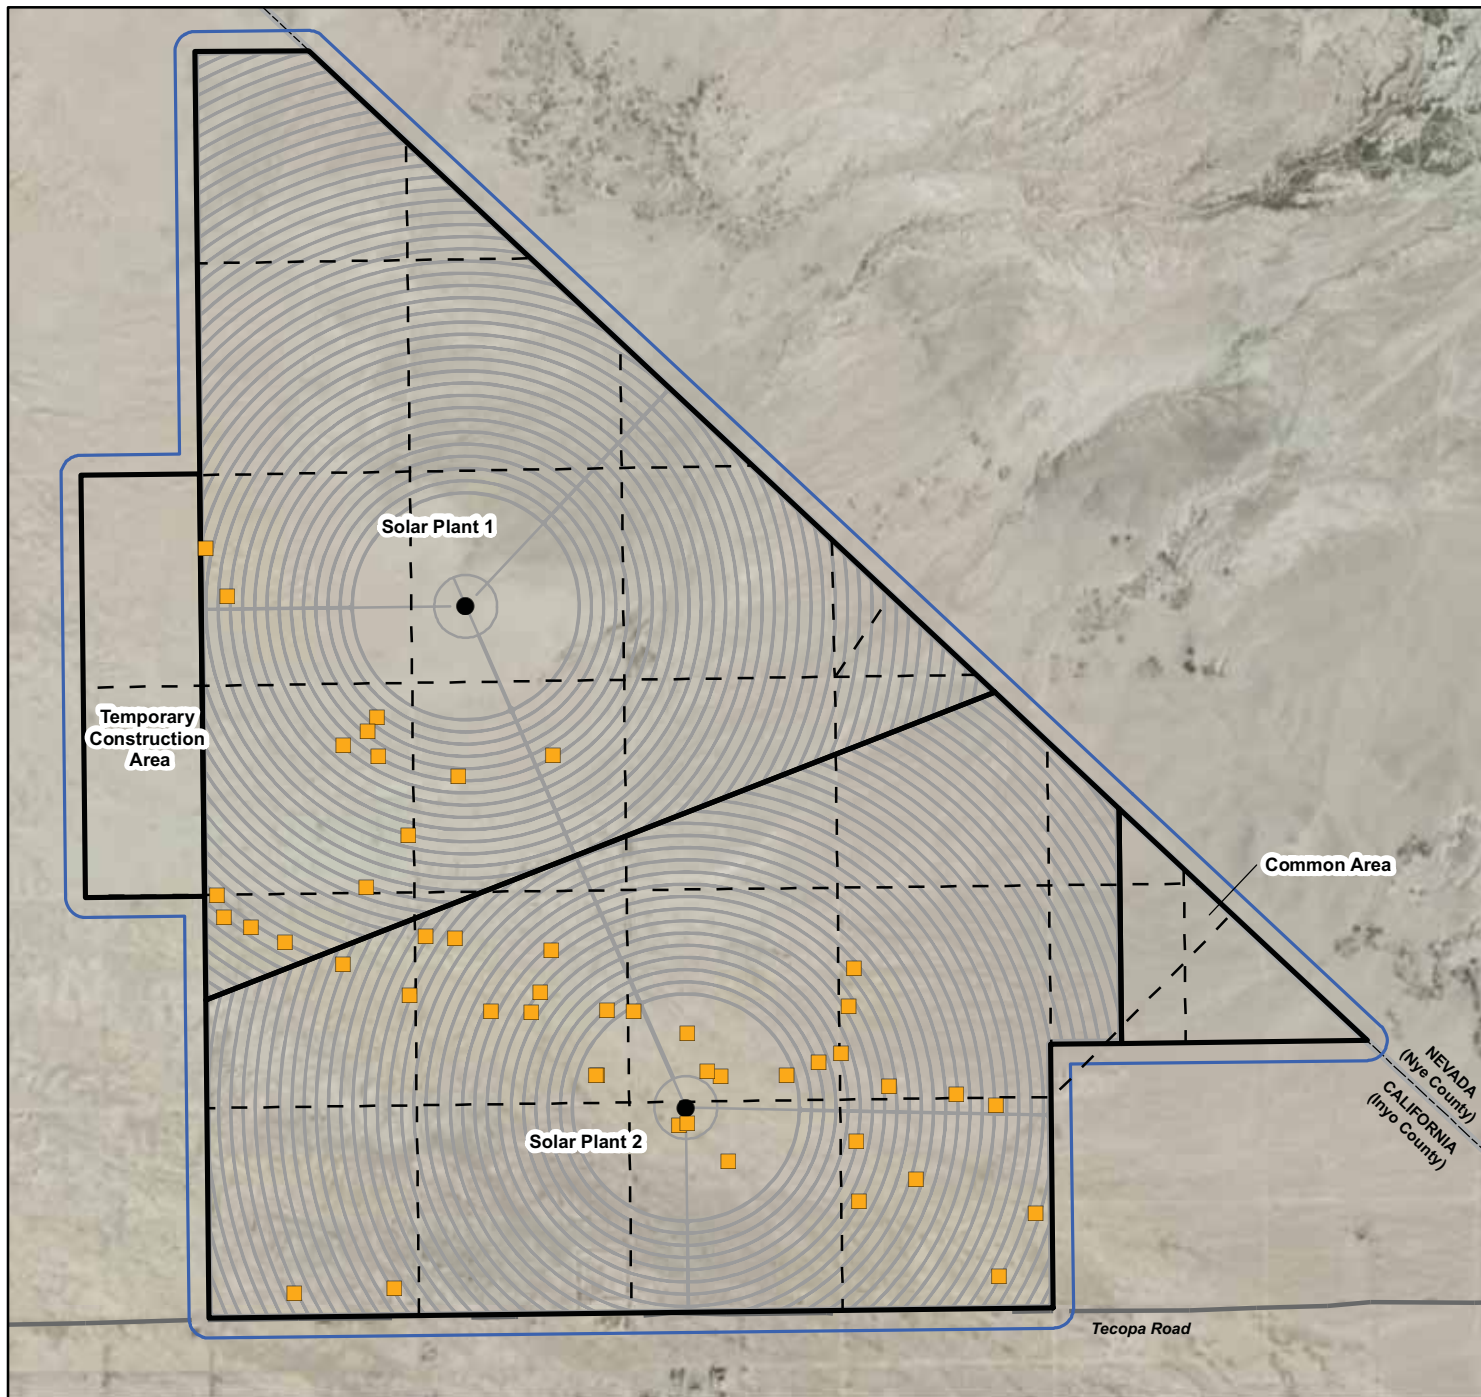 Solar Plant 1
Temporary
Construction
Area
Common Area
NEVADA
(Nye County)
CALIFORNIA
(Inyo County)
Solar Plant 2
Tecopa Road